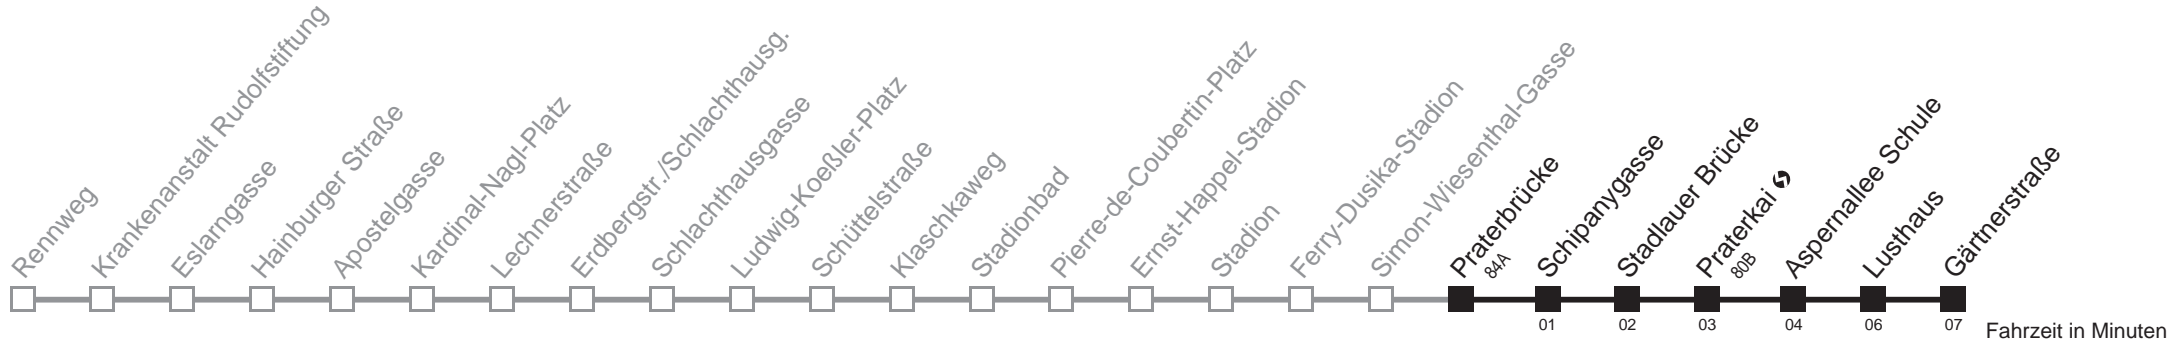 Rennweg
Krankenanstalt Rudolfstiftung
Eslarngasse
Hainburger Straße
Apostelgasse
Kardinal-Nagl-Platz
Lechnerstraße
Erdbergstr./Schlachthausg.
Schlachthausgasse
Ludwig-Koeßler-Platz
Schüttelstraße
Klaschkaweg
Stadionbad
Pierre-de-Coubertin-Platz
Ernst-Happel-Stadion
Stadion
Ferry-Dusika-Stadion
Simon-Wiesenthal-Gasse
Praterbrücke
84A
Schipanygasse
Stadlauer Brücke
Praterkai
80B
Aspernallee Schule
Lusthaus
Gärtnerstraße
01 02 03 04 06 07
Fahrzeit in Minuten